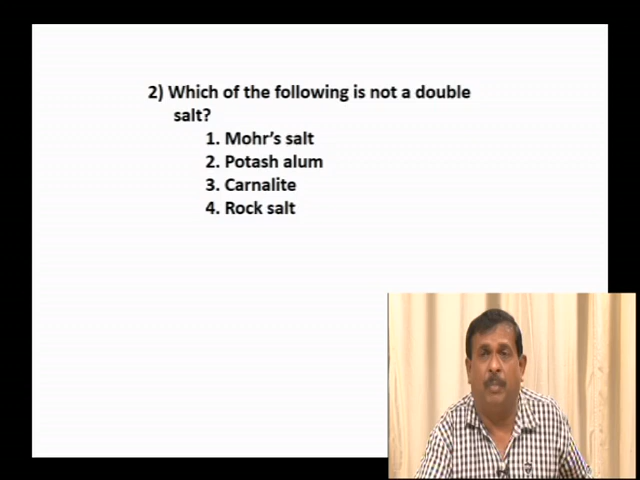 2) Which of the following is not a double
salt?
1. Mohr's salt
2. Potash alum
3. Carnalite
4. Rock salt